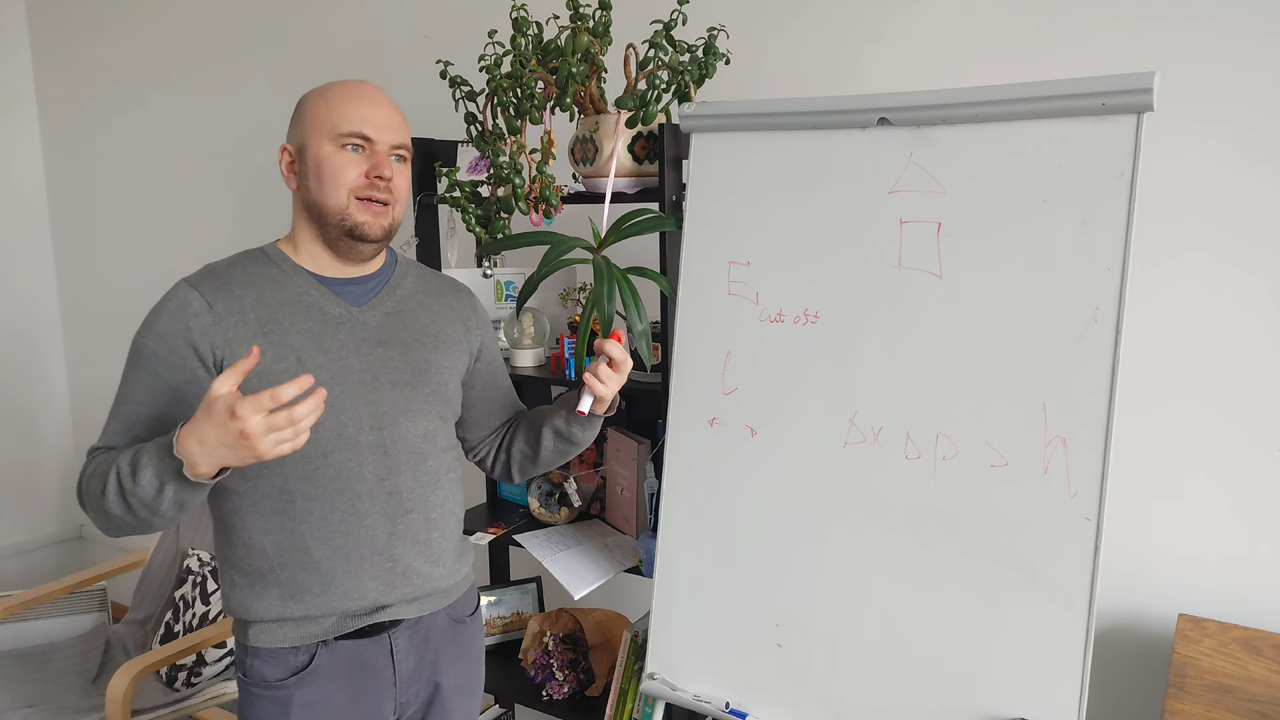 E cut off
l
Δx Δp > h